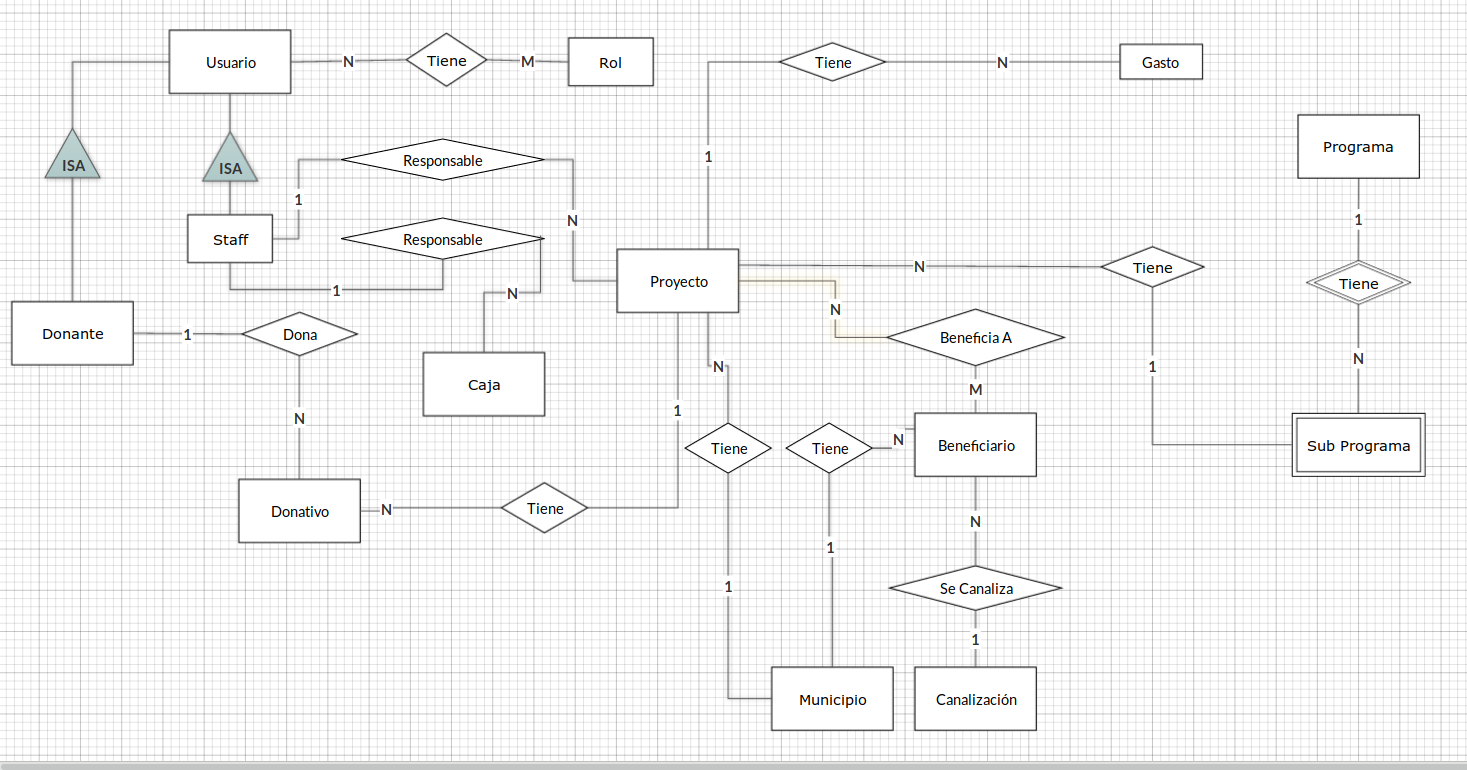 Usuario
N
Tiene
M
Rol
Tiene
N
Gasto
Programa
ISA
ISA
Responsable
1
1
1
N
Staff
Responsable
N
Tiene
1
N
Proyecto
Tiene
N
Donante
1
Dona
Beneficia A
N
Caja
N
1
M
1
N
N
Tiene
Tiene
N
Beneficiario
Sub Programa
Donativo
N
Tiene
N
1
1
Se Canaliza
1
Municipio
Canalización